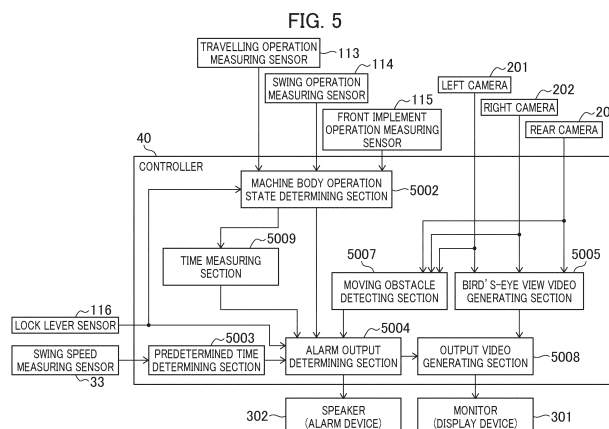 FIG. 5
TRAVELLING OPERATION
MEASURING SENSOR
113
SWING OPERATION
MEASURING SENSOR
114
FRONT IMPLEMENT
OPERATION MEASURING
SENSOR
115
201
LEFT CAMERA
202
RIGHT CAMERA
20
REAR CAMERA
40
CONTROLLER
MACHINE BODY OPERATION
STATE DETERMINING SECTION
5002
5009
TIME MEASURING
SECTION
5007
MOVING OBSTACLE
DETECTING SECTION
5005
BIRD'S-EYE VIEW VIDEO
GENERATING SECTION
116
LOCK LEVER SENSOR
SWING SPEED
MEASURING SENSOR
33
5003
PREDETERMINED TIME
DETERMINING SECTION
5004
ALARM OUTPUT
DETERMINING SECTION
OUTPUT VIDEO
GENERATING SECTION
5008
302
SPEAKER
(ALARM DEVICE)
MONITOR
(DISPLAY DEVICE)
301